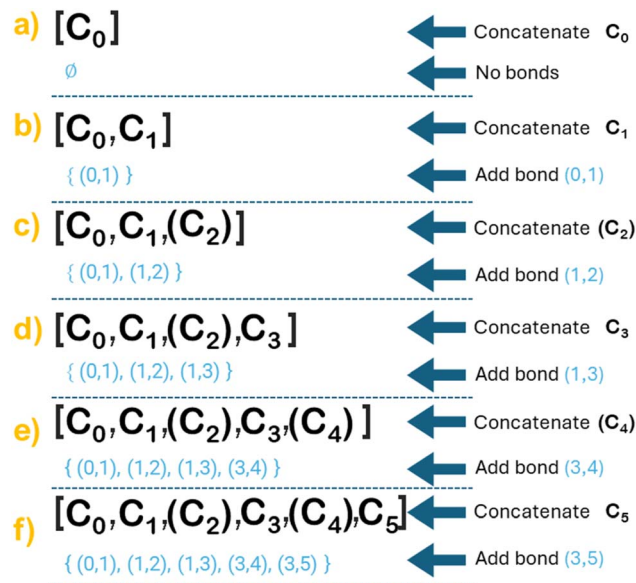 a) [C₀] Concatenate C₀
∅ No bonds
b) [C₀,C₁] Concatenate C₁
{ (0,1) } Add bond (0,1)
c) [C₀,C₁,(C₂)] Concatenate (C₂)
{ (0,1), (1,2) } Add bond (1,2)
d) [C₀,C₁,(C₂),C₃] Concatenate C₃
{ (0,1), (1,2), (1,3) } Add bond (1,3)
e) [C₀,C₁,(C₂),C₃,(C₄)] Concatenate (C₄)
{ (0,1), (1,2), (1,3), (3,4) } Add bond (3,4)
f) [C₀,C₁,(C₂),C₃,(C₄),C₅] Concatenate C₅
{ (0,1), (1,2), (1,3), (3,4), (3,5) } Add bond (3,5)